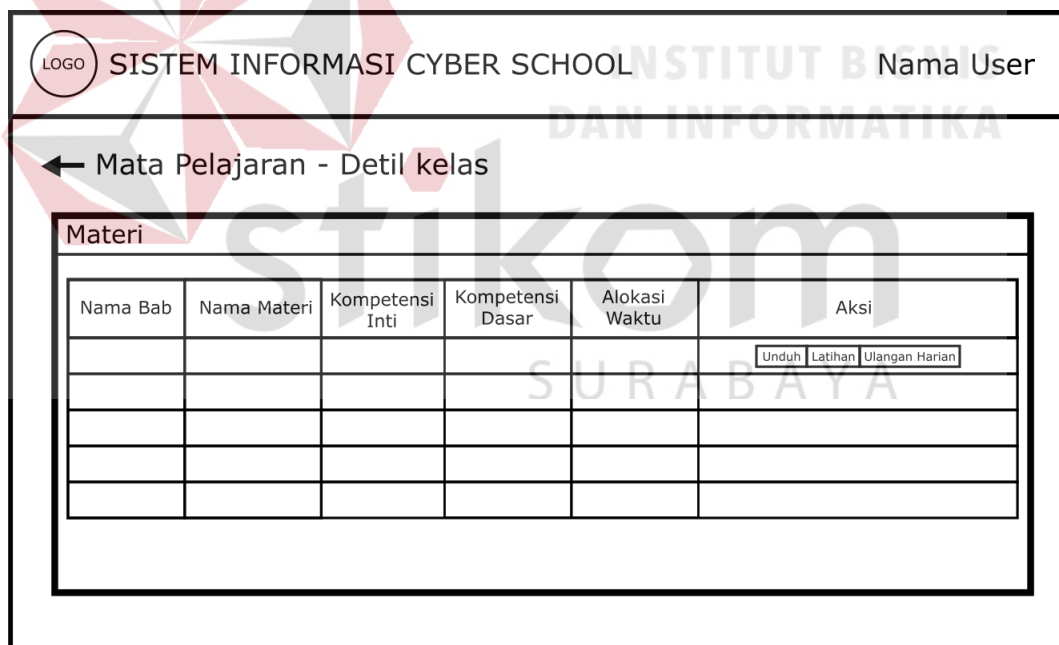 LOGO
SISTEM INFORMASI CYBER SCHOOL
Nama User
INSTITUT BISNIS
DAN INFORMATIKA
← Mata Pelajaran - Detil kelas
stikom
SURABAYA
Materi
Nama Bab
Nama Materi
Kompetensi
Inti
Kompetensi
Dasar
Alokasi
Waktu
Aksi
Unduh
Latihan
Ulangan Harian